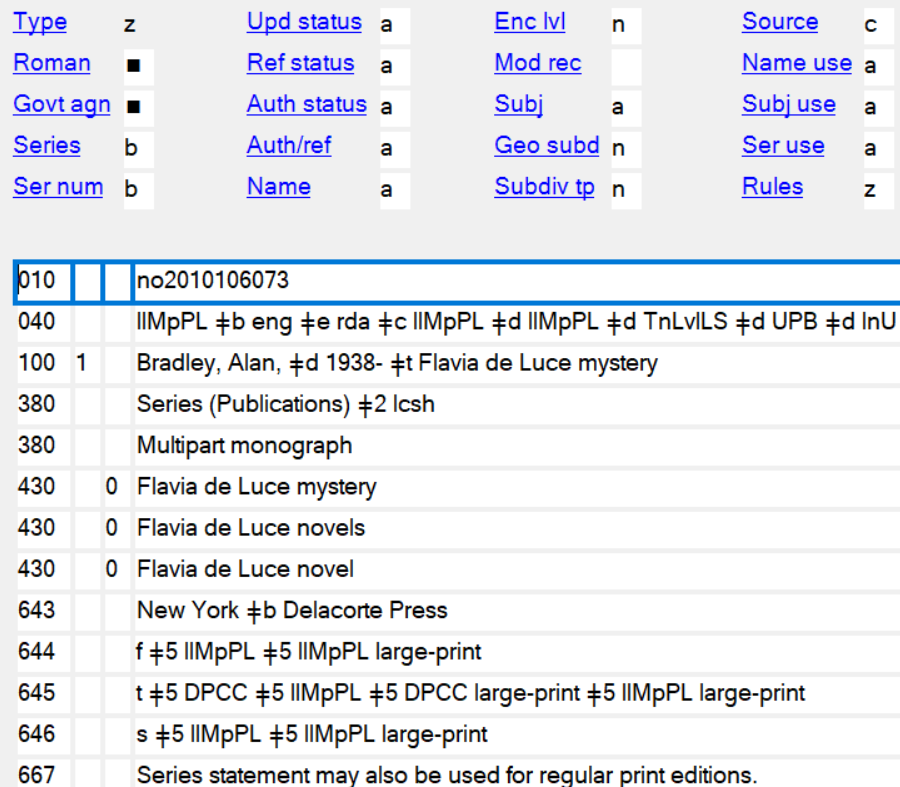 Type z Upd status a Enc lvl n Source c
Roman ■ Ref status a Mod rec Name use a
Govt agn ■ Auth status a Subj a Subj use a
Series b Auth/ref a Geo subd n Ser use a
Ser num b Name a Subdiv tp n Rules z
010 no2010106073
040 IlMpPL ǂb eng ǂe rda ǂc IlMpPL ǂd IlMpPL ǂd TnLvILS ǂd UPB ǂd InU
100 1 Bradley, Alan, ǂd 1938- ǂt Flavia de Luce mystery
380 Series (Publications) ǂ2 lcsh
380 Multipart monograph
430 0 Flavia de Luce mystery
430 0 Flavia de Luce novels
430 0 Flavia de Luce novel
643 New York ǂb Delacorte Press
644 f ǂ5 IlMpPL ǂ5 IlMpPL large-print
645 t ǂ5 DPCC ǂ5 IlMpPL ǂ5 DPCC large-print ǂ5 IlMpPL large-print
646 s ǂ5 IlMpPL ǂ5 IlMpPL large-print
667 Series statement may also be used for regular print editions.